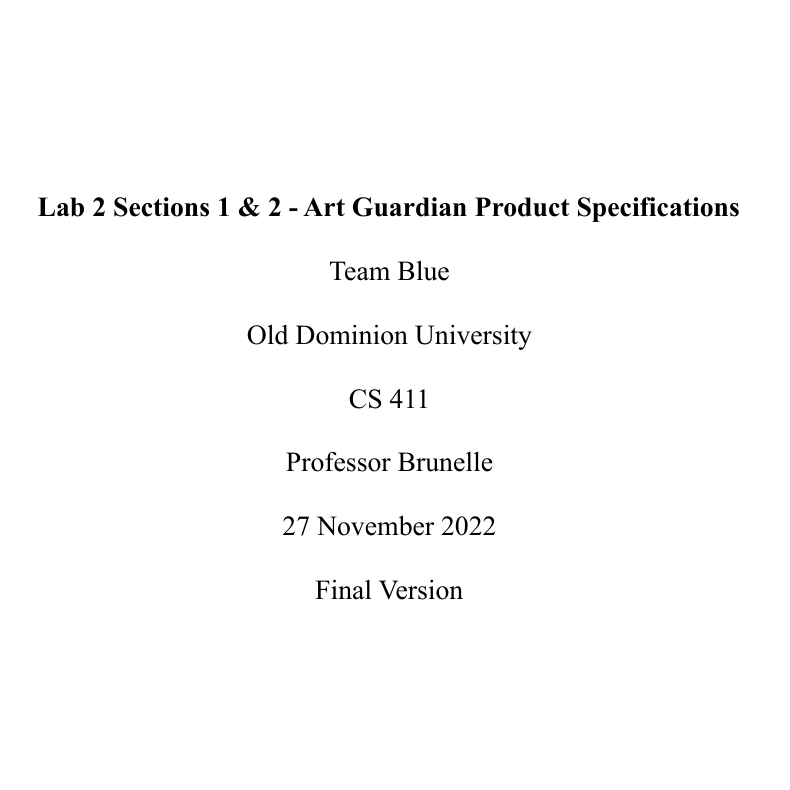 Lab 2 Sections 1 & 2 - Art Guardian Product Specifications
Team Blue
Old Dominion University
CS 411
Professor Brunelle
27 November 2022
Final Version